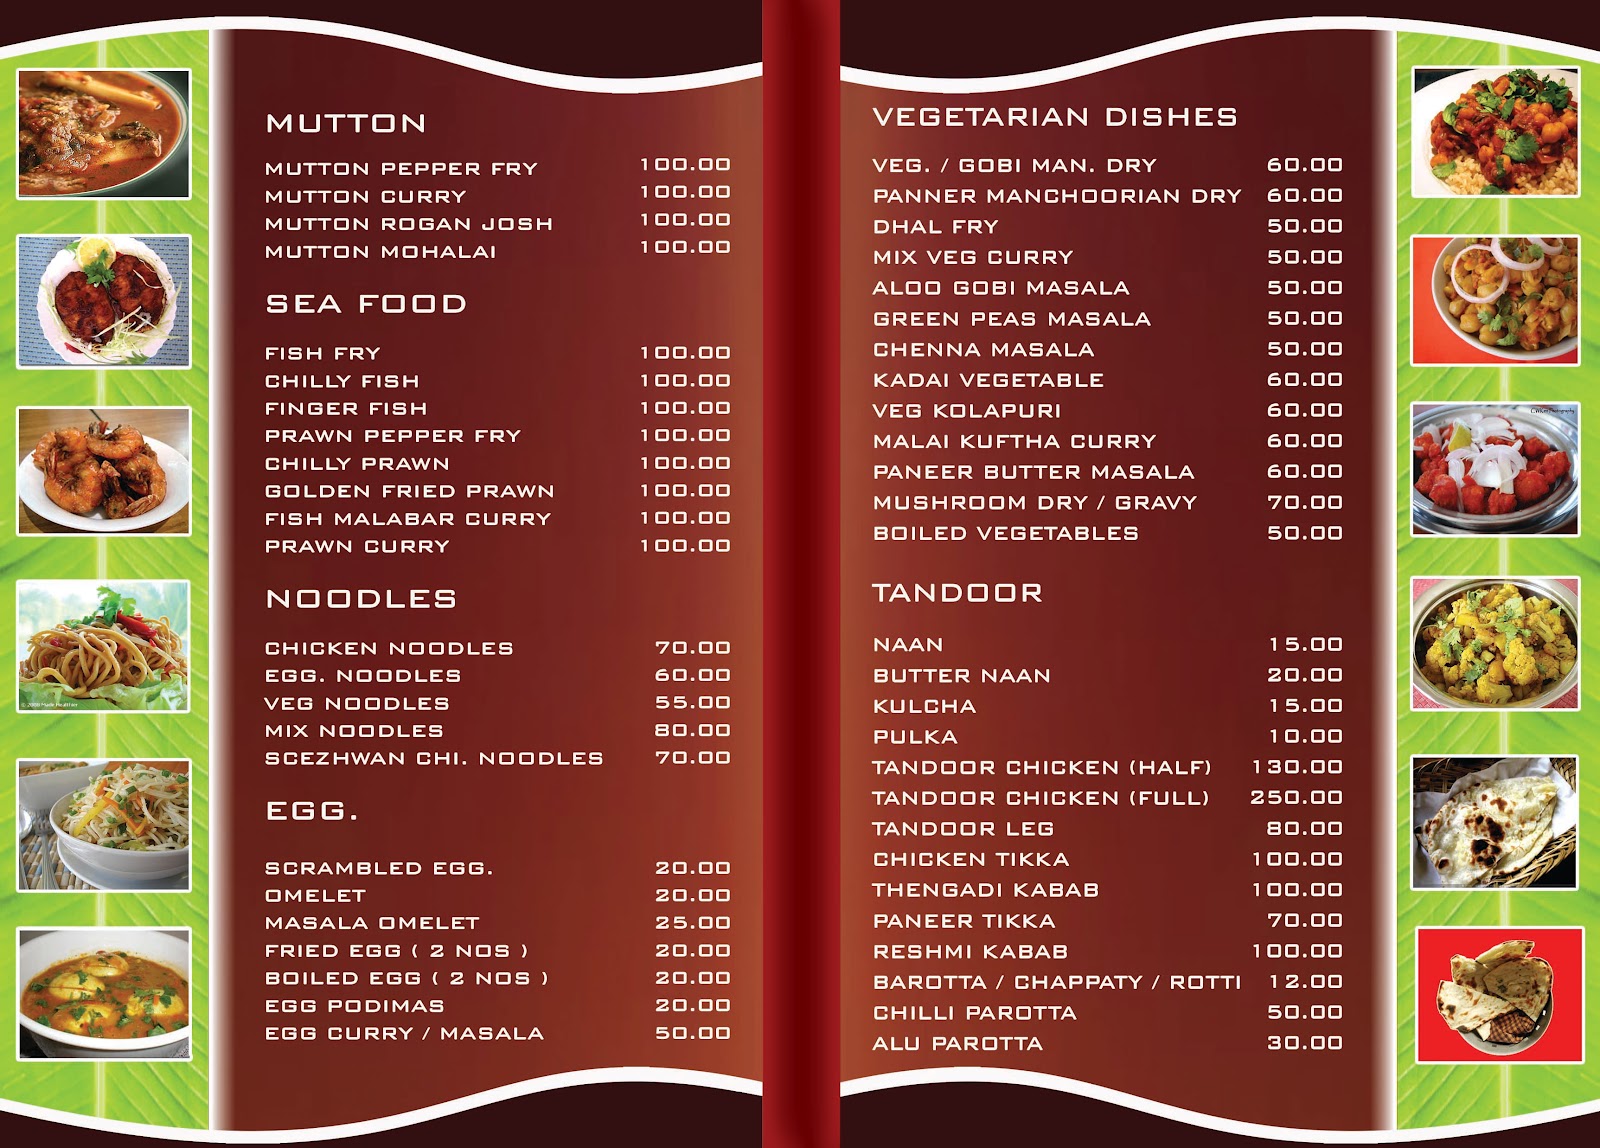 MUTTON
MUTTON PEPPER FRY 100.00
MUTTON CURRY 100.00
MUTTON ROGAN JOSH 100.00
MUTTON MOHALAI 100.00
SEA FOOD
FISH FRY 100.00
CHILLY FISH 100.00
FINGER FISH 100.00
PRAWN PEPPER FRY 100.00
CHILLY PRAWN 100.00
GOLDEN FRIED PRAWN 100.00
FISH MALABAR CURRY 100.00
PRAWN CURRY 100.00
NOODLES
CHICKEN NOODLES 70.00
EGG. NOODLES 60.00
VEG NOODLES 55.00
MIX NOODLES 80.00
SCEZHWAN CHI. NOODLES 70.00
EGG.
SCRAMBLED EGG. 20.00
OMELET 20.00
MASALA OMELET 25.00
FRIED EGG ( 2 NOS ) 20.00
BOILED EGG ( 2 NOS ) 20.00
EGG PODIMAS 20.00
EGG CURRY / MASALA 50.00
© 2008 Made Healthier
VEGETARIAN DISHES
VEG. / GOBI MAN. DRY 60.00
PANNER MANCHOORIAN DRY 60.00
DHAL FRY 50.00
MIX VEG CURRY 50.00
ALOO GOBI MASALA 50.00
GREEN PEAS MASALA 50.00
CHENNA MASALA 50.00
KADAI VEGETABLE 60.00
VEG KOLAPURI 60.00
MALAI KUFTHA CURRY 60.00
PANEER BUTTER MASALA 60.00
MUSHROOM DRY / GRAVY 70.00
BOILED VEGETABLES 50.00
TANDOOR
NAAN 15.00
BUTTER NAAN 20.00
KULCHA 15.00
PULKA 10.00
TANDOOR CHICKEN (HALF) 130.00
TANDOOR CHICKEN (FULL) 250.00
TANDOOR LEG 80.00
CHICKEN TIKKA 100.00
THENGADI KABAB 100.00
PANEER TIKKA 70.00
RESHMI KABAB 100.00
BAROTTA / CHAPPATY / ROTTI 12.00
CHILLI PAROTTA 50.00
ALU PAROTTA 30.00
Photography